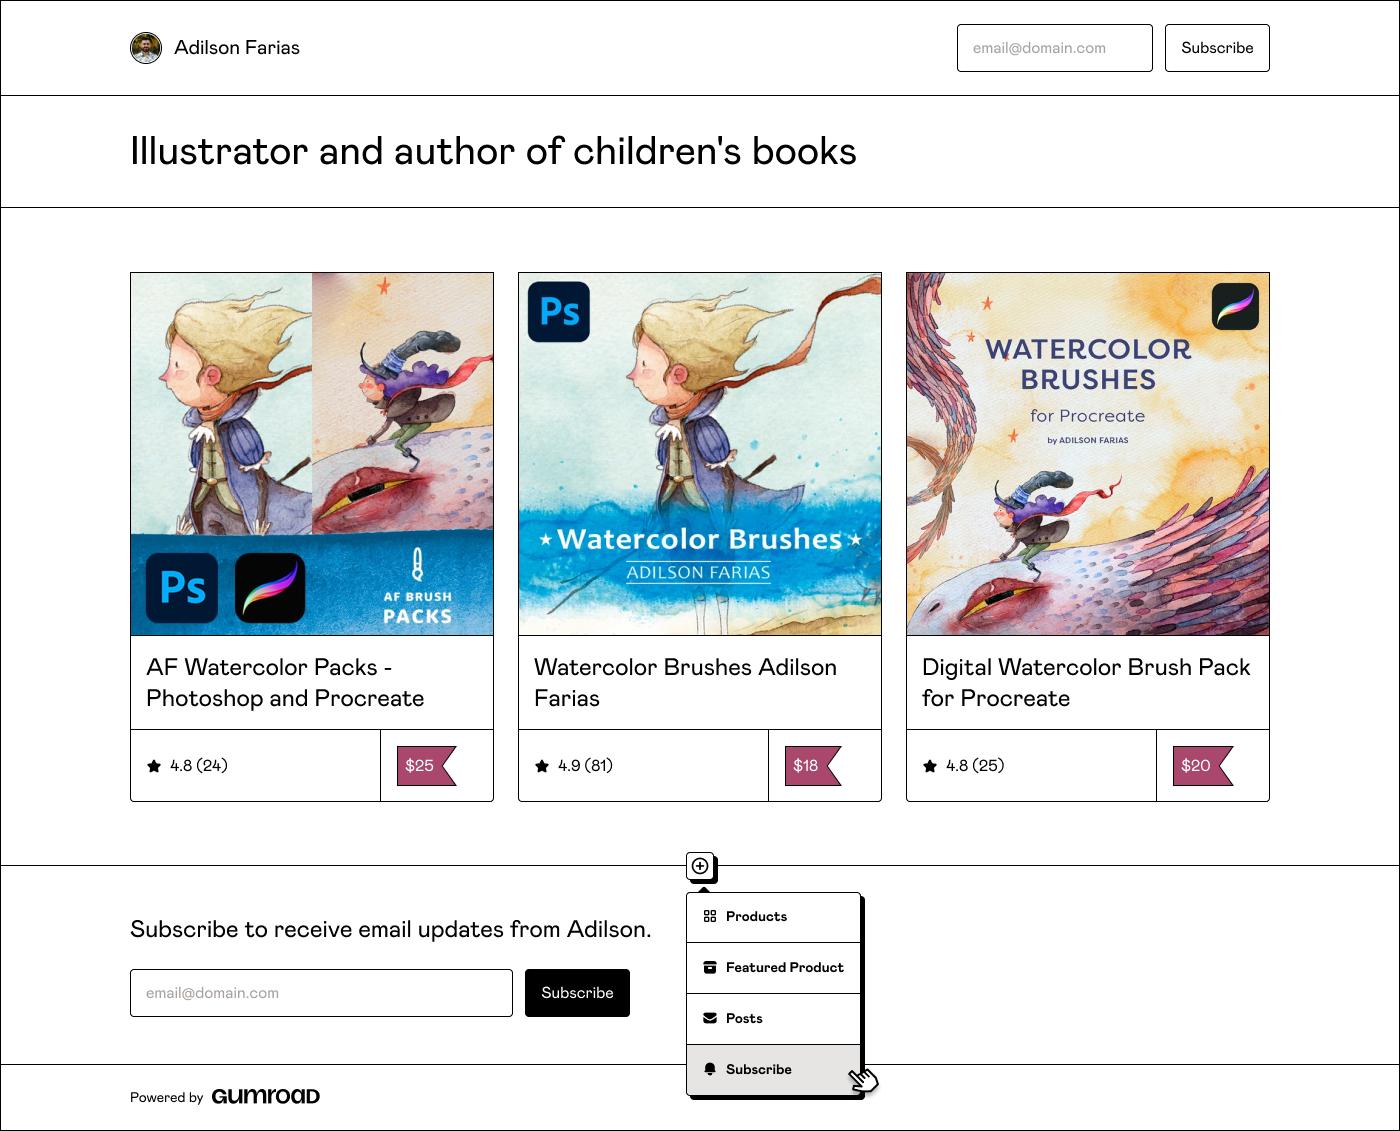 Adilson Farias
email@domain.com
Subscribe
Illustrator and author of children's books
Ps
AF BRUSH
PACKS
AF Watercolor Packs -
Photoshop and Procreate
4.8 (24)
$25
Ps
Watercolor Brushes
ADILSON FARIAS
Watercolor Brushes Adilson
Farias
4.9 (81)
$18
WATERCOLOR
BRUSHES
for Procreate
by ADILSON FARIAS
Digital Watercolor Brush Pack
for Procreate
4.8 (25)
$20
Subscribe to receive email updates from Adilson.
email@domain.com
Subscribe
Products
Featured Product
Posts
Subscribe
Powered by GUMROAD